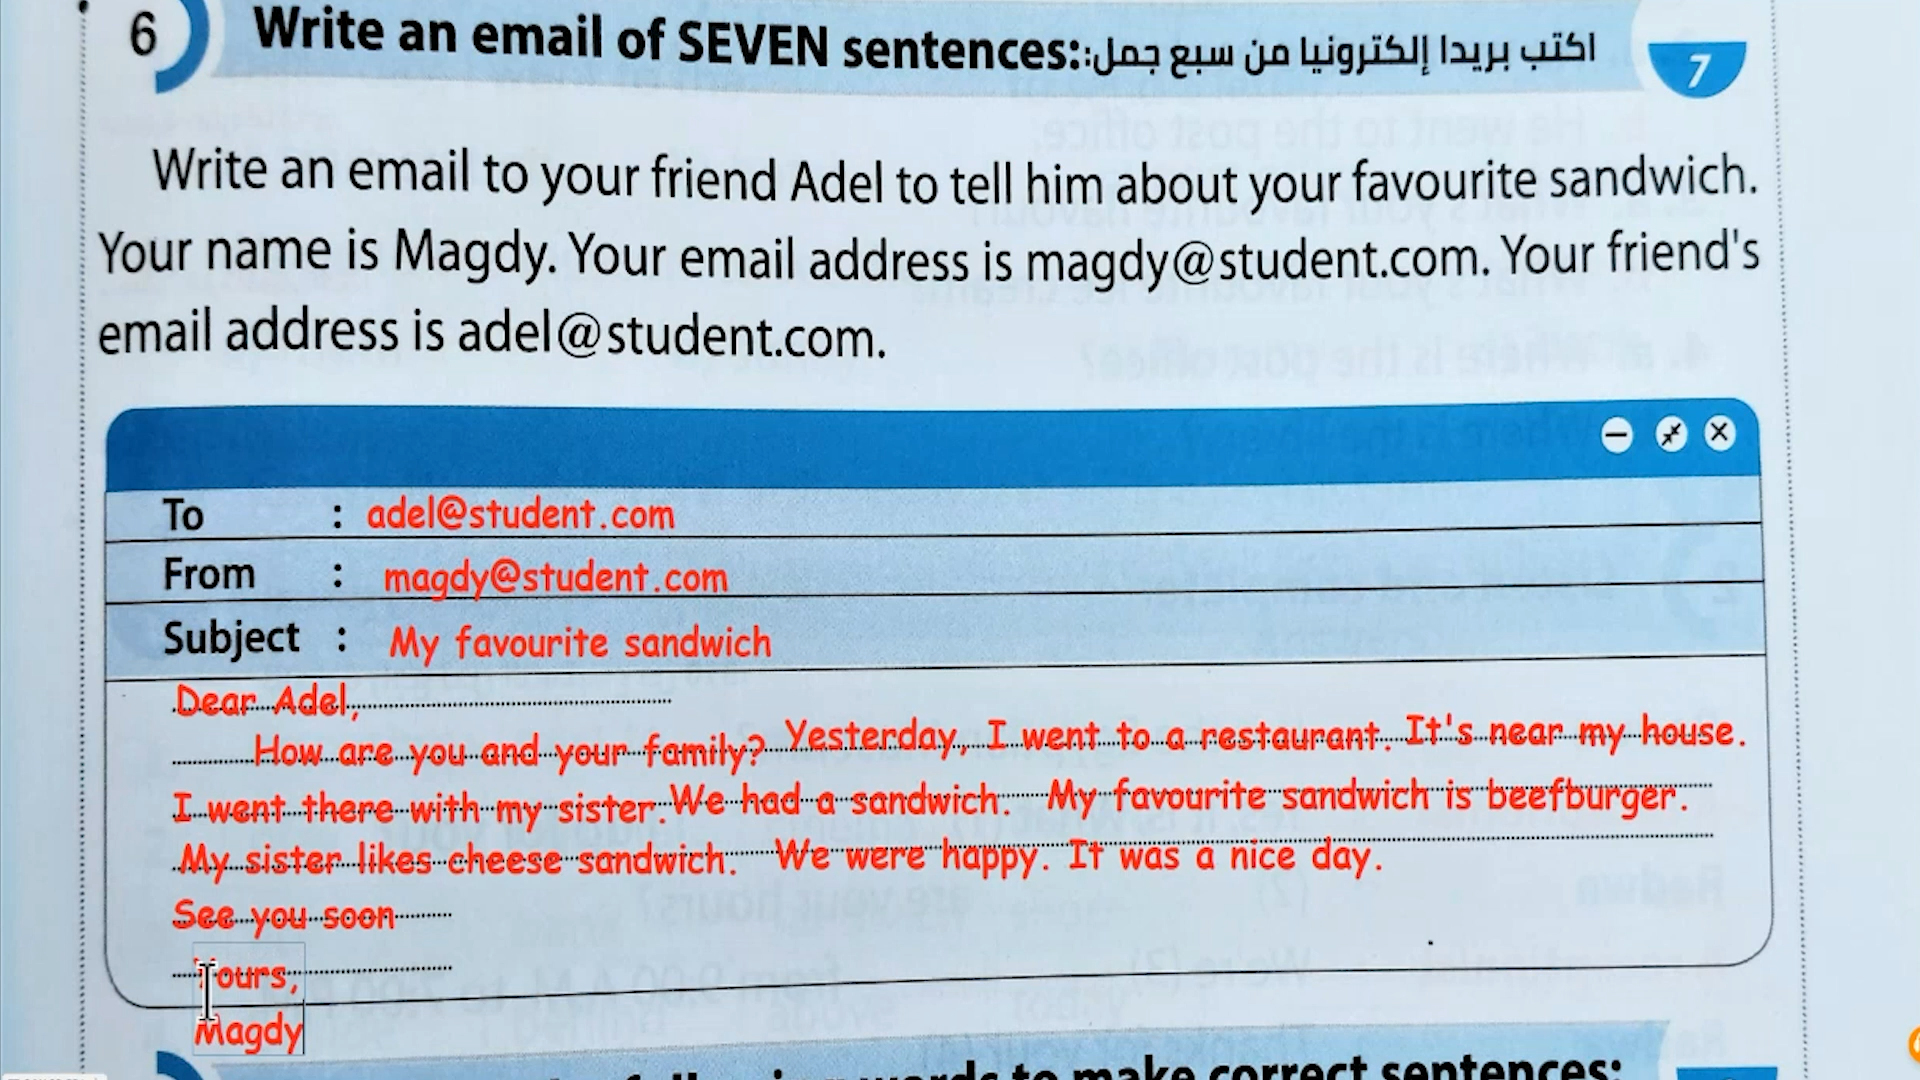 6 Write an email of SEVEN sentences: اكتب بريدا إلكترونيا من سبع جمل: 7
Write an email to your friend Adel to tell him about your favourite sandwich.
Your name is Magdy. Your email address is magdy@student.com. Your friend's
email address is adel@student.com.
To : adel@student.com
From : magdy@student.com
Subject : My favourite sandwich
Dear Adel,
How are you and your family? Yesterday, I went to a restaurant. It's near my house.
I went there with my sister. We had a sandwich. My favourite sandwich is beefburger.
My sister likes cheese sandwich. We were happy. It was a nice day.
See you soon
Yours,
Magdy
words to make correct sentences: